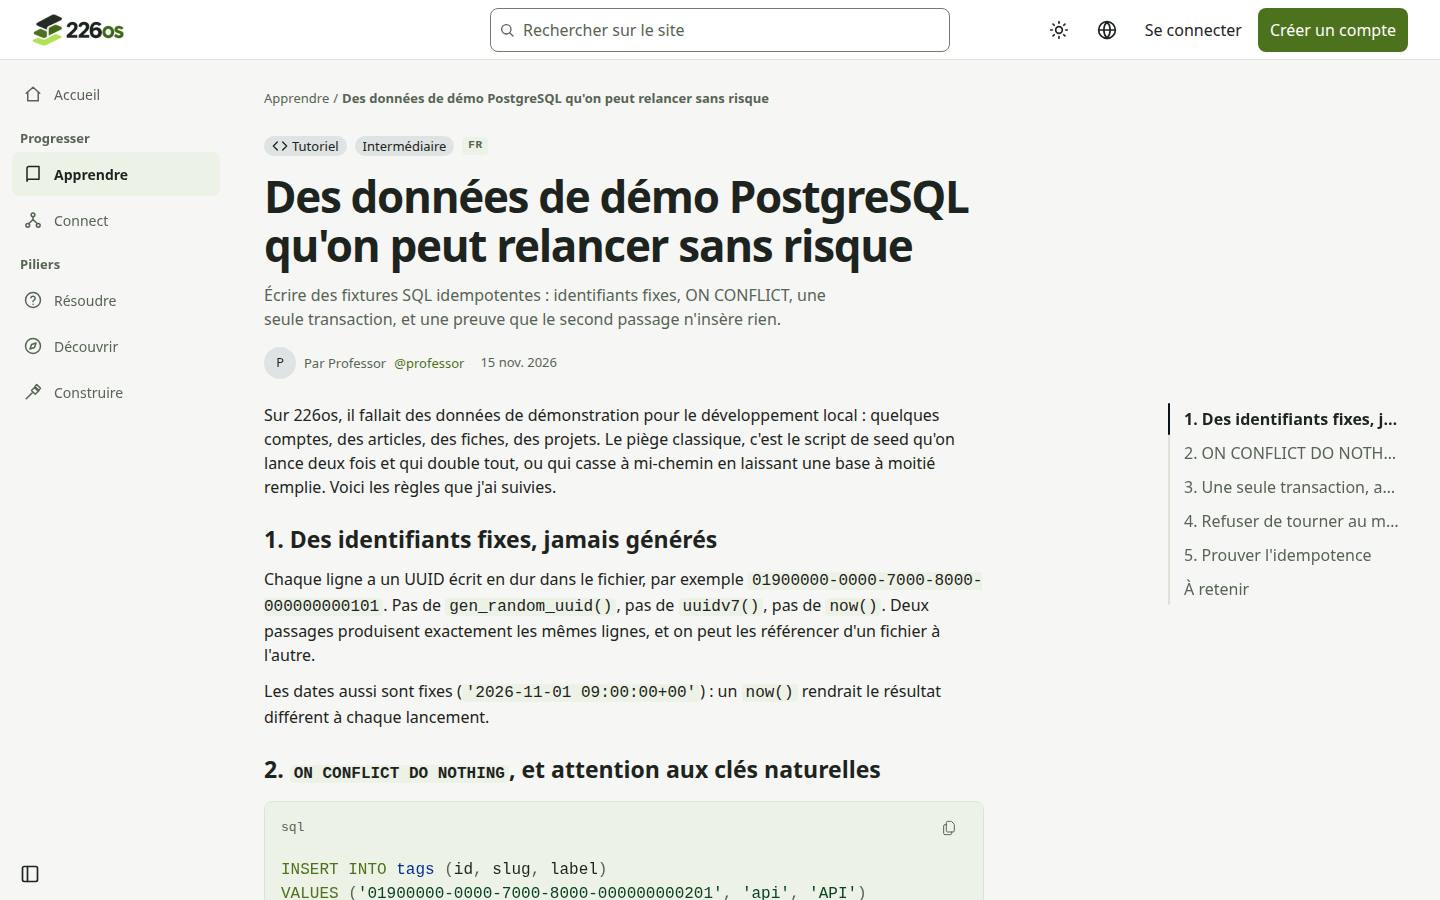 226os
Rechercher sur le site
Se connecter
Créer un compte
Accueil
Progresser
Apprendre
Connect
Piliers
Résoudre
Découvrir
Construire
Apprendre / Des données de démo PostgreSQL qu'on peut relancer sans risque
Tutoriel
Intermédiaire
FR
Des données de démo PostgreSQL
qu'on peut relancer sans risque
Écrire des fixtures SQL idempotentes : identifiants fixes, ON CONFLICT, une
seule transaction, et une preuve que le second passage n'insère rien.
P
Par Professor @professor 15 nov. 2026
Sur 226os, il fallait des données de démonstration pour le développement local : quelques
comptes, des articles, des fiches, des projets. Le piège classique, c'est le script de seed qu'on
lance deux fois et qui double tout, ou qui casse à mi-chemin en laissant une base à moitié
remplie. Voici les règles que j'ai suivies.
1. Des identifiants fixes, jamais générés
Chaque ligne a un UUID écrit en dur dans le fichier, par exemple 01900000-0000-7000-8000-
000000000101. Pas de gen_random_uuid(), pas de uuidv7(), pas de now(). Deux
passages produisent exactement les mêmes lignes, et on peut les référencer d'un fichier à
l'autre.
Les dates aussi sont fixes ('2026-11-01 09:00:00+00') : un now() rendrait le résultat
différent à chaque lancement.
2. ON CONFLICT DO NOTHING, et attention aux clés naturelles
sql
INSERT INTO tags (id, slug, label)
VALUES ('01900000-0000-7000-8000-000000000201', 'api', 'API')
1. Des identifiants fixes, j...
2. ON CONFLICT DO NOTH...
3. Une seule transaction, a...
4. Refuser de tourner au m...
5. Prouver l'idempotence
À retenir